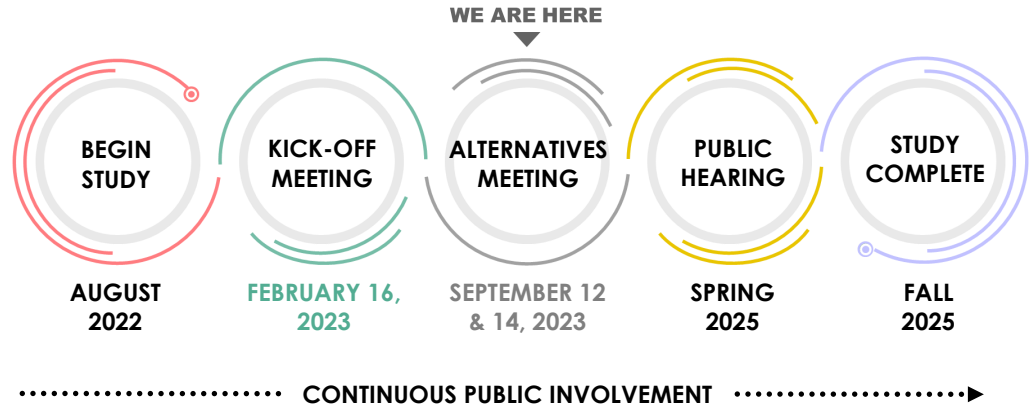 WE ARE HERE
BEGIN
STUDY
KICK-OFF
MEETING
ALTERNATIVES
MEETING
PUBLIC
HEARING
STUDY
COMPLETE
AUGUST
2022
FEBRUARY 16,
2023
SEPTEMBER 12
& 14, 2023
SPRING
2025
FALL
2025
CONTINUOUS PUBLIC INVOLVEMENT